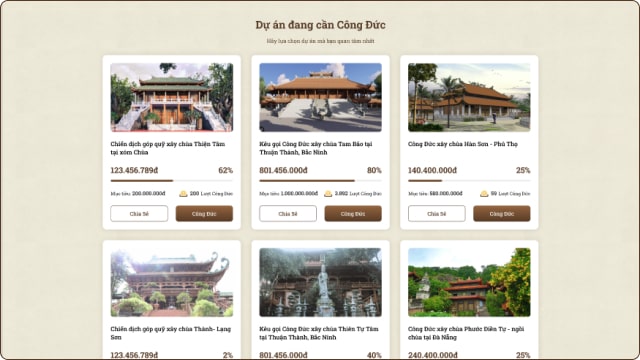 Dự án đang cần Công Đức
Hãy lựa chọn dự án mà bạn quan tâm nhất
Chiến dịch góp quỹ xây chùa Thiện Tâm
tại xóm Chùa
123.456.789đ 62%
Mục tiêu: 200.000.000đ 200 Lượt Công Đức
Chia Sẻ Công Đức
Kêu gọi Công Đức xây chùa Tam Bảo tại
Thuận Thành, Bắc Ninh
801.456.000đ 80%
Mục tiêu: 1.000.000.000đ 3.092 Lượt Công Đức
Chia Sẻ Công Đức
Công Đức xây chùa Hàn Sơn - Phú Thọ
140.400.000đ 25%
Mục tiêu: 580.000.000đ 59 Lượt Công Đức
Chia Sẻ Công Đức
Chiến dịch góp quỹ xây chùa Thành- Lạng
Sơn
123.456.789đ 2%
Kêu gọi Công Đức xây chùa Thiên Tự Tâm
tại Thuận Thành, Bắc Ninh
801.456.000đ 40%
Công Đức xây chùa Phước Điền Tự - ngôi
chùa tại Đà Nẵng
240.400.000đ 25%